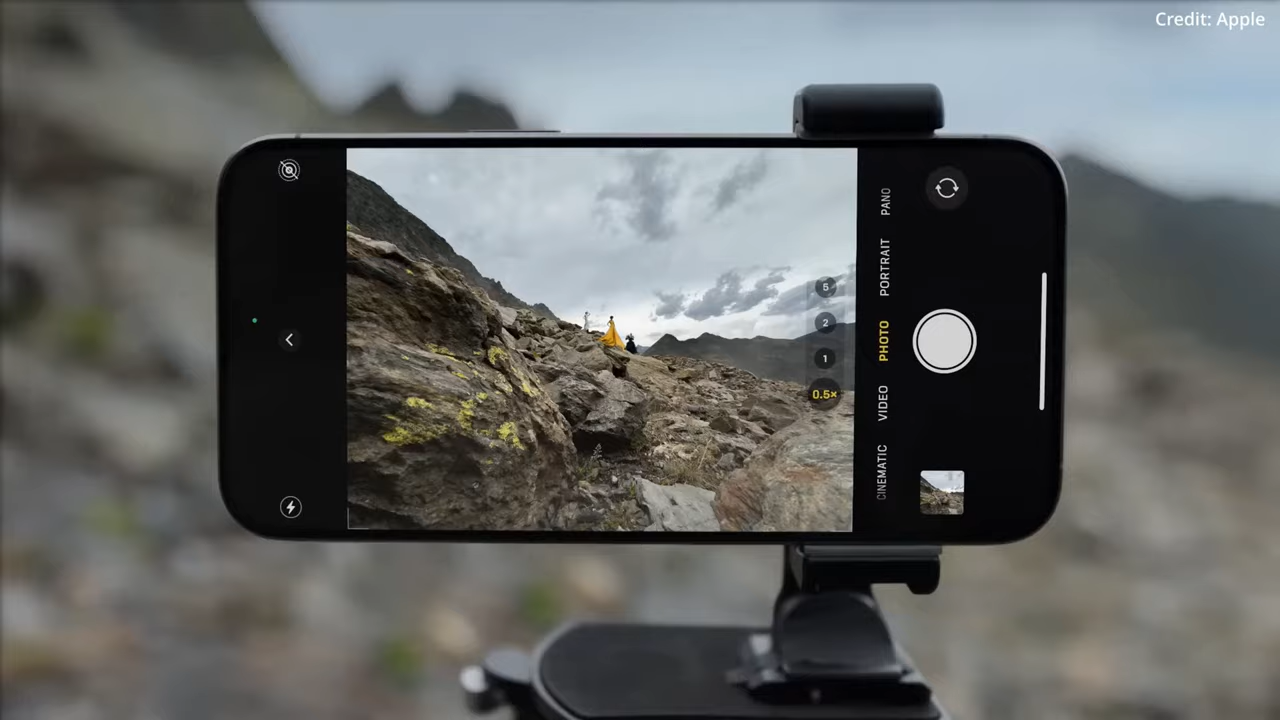 Credit: Apple
PANO
PORTRAIT
PHOTO
VIDEO
CINEMATIC
5
2
1
0.5×